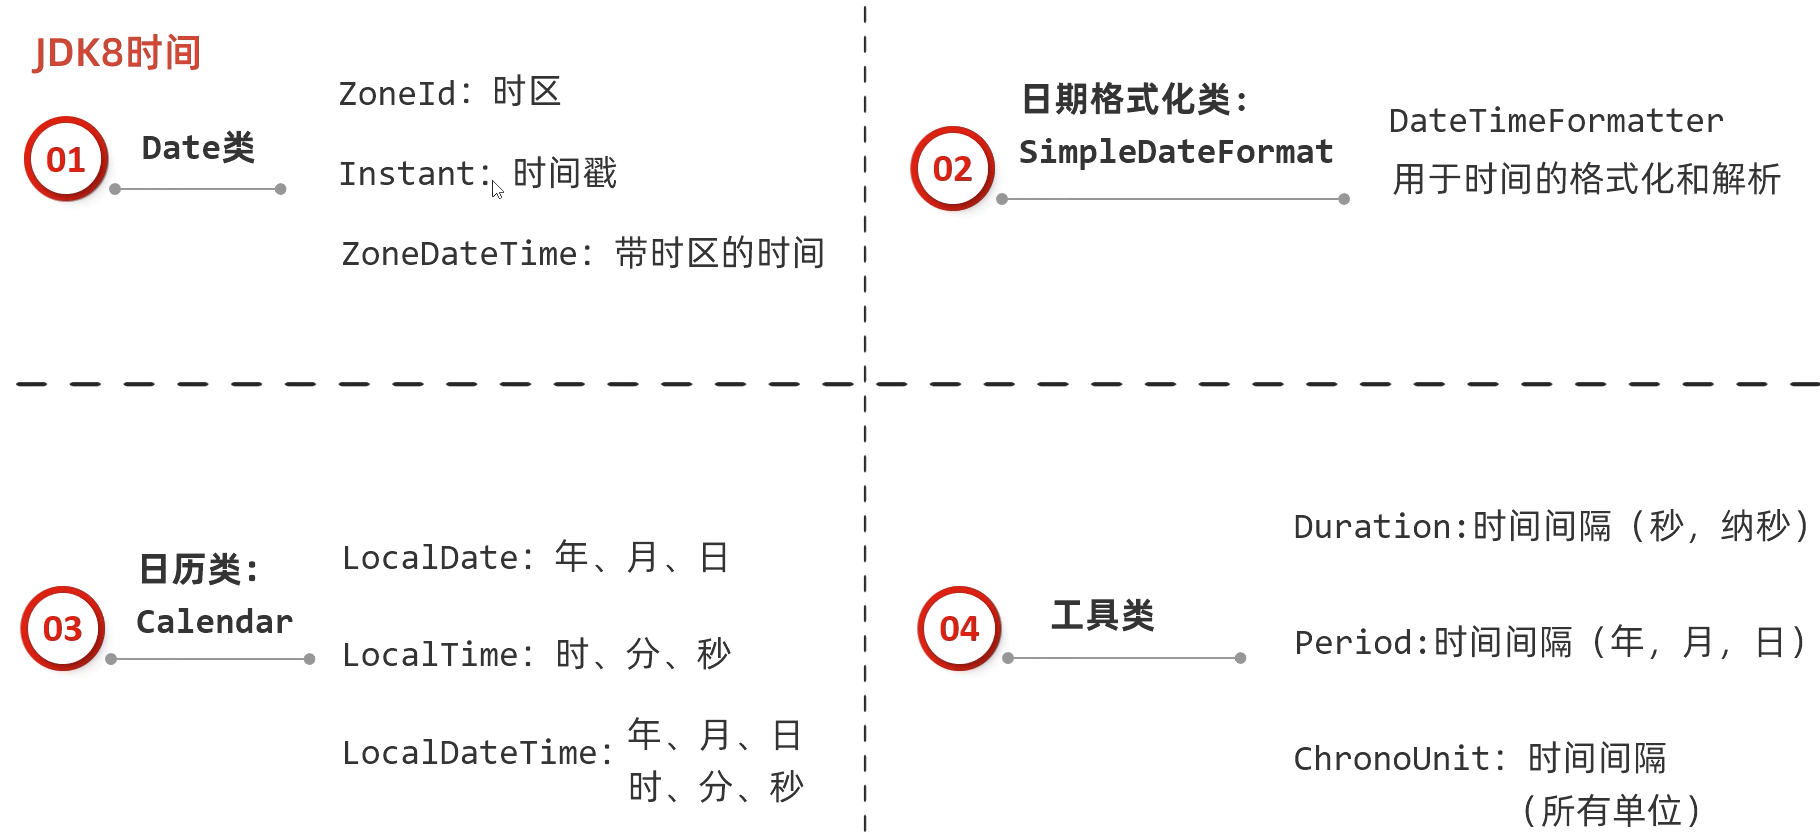 JDK8时间
01
Date类
ZoneId：时区
Instant：时间戳
ZoneDateTime：带时区的时间
02
日期格式化类：
SimpleDateFormat
DateTimeFormatter
用于时间的格式化和解析
03
日历类：
Calendar
LocalDate：年、月、日
LocalTime：时、分、秒
LocalDateTime：
年、月、日
时、分、秒
04
工具类
Duration:时间间隔（秒，纳秒）
Period:时间间隔（年，月，日）
ChronoUnit：时间间隔
（所有单位）